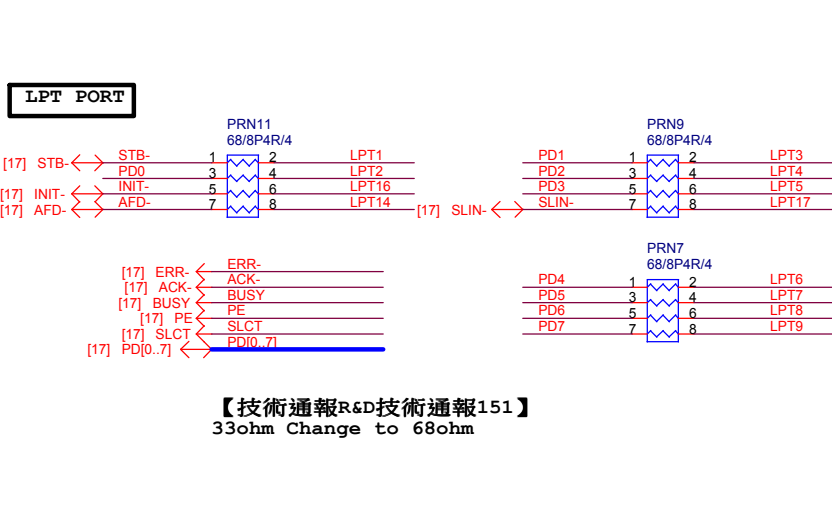 LPT PORT
PRN11
68/8P4R/4
[17] STB- STB- 1 2 LPT1
PD0 3 4 LPT2
[17] INIT- INIT- 5 6 LPT16
[17] AFD- AFD- 7 8 LPT14
PRN9
68/8P4R/4
PD1 1 2 LPT3
PD2 3 4 LPT4
PD3 5 6 LPT5
[17] SLIN- SLIN- 7 8 LPT17
[17] ERR- ERR-
[17] ACK- ACK-
[17] BUSY BUSY
[17] PE PE
[17] SLCT SLCT
[17] PD[0..7] PD[0..7]
PRN7
68/8P4R/4
PD4 1 2 LPT6
PD5 3 4 LPT7
PD6 5 6 LPT8
PD7 7 8 LPT9
【技術通報R&D技術通報151】
33ohm Change to 68ohm